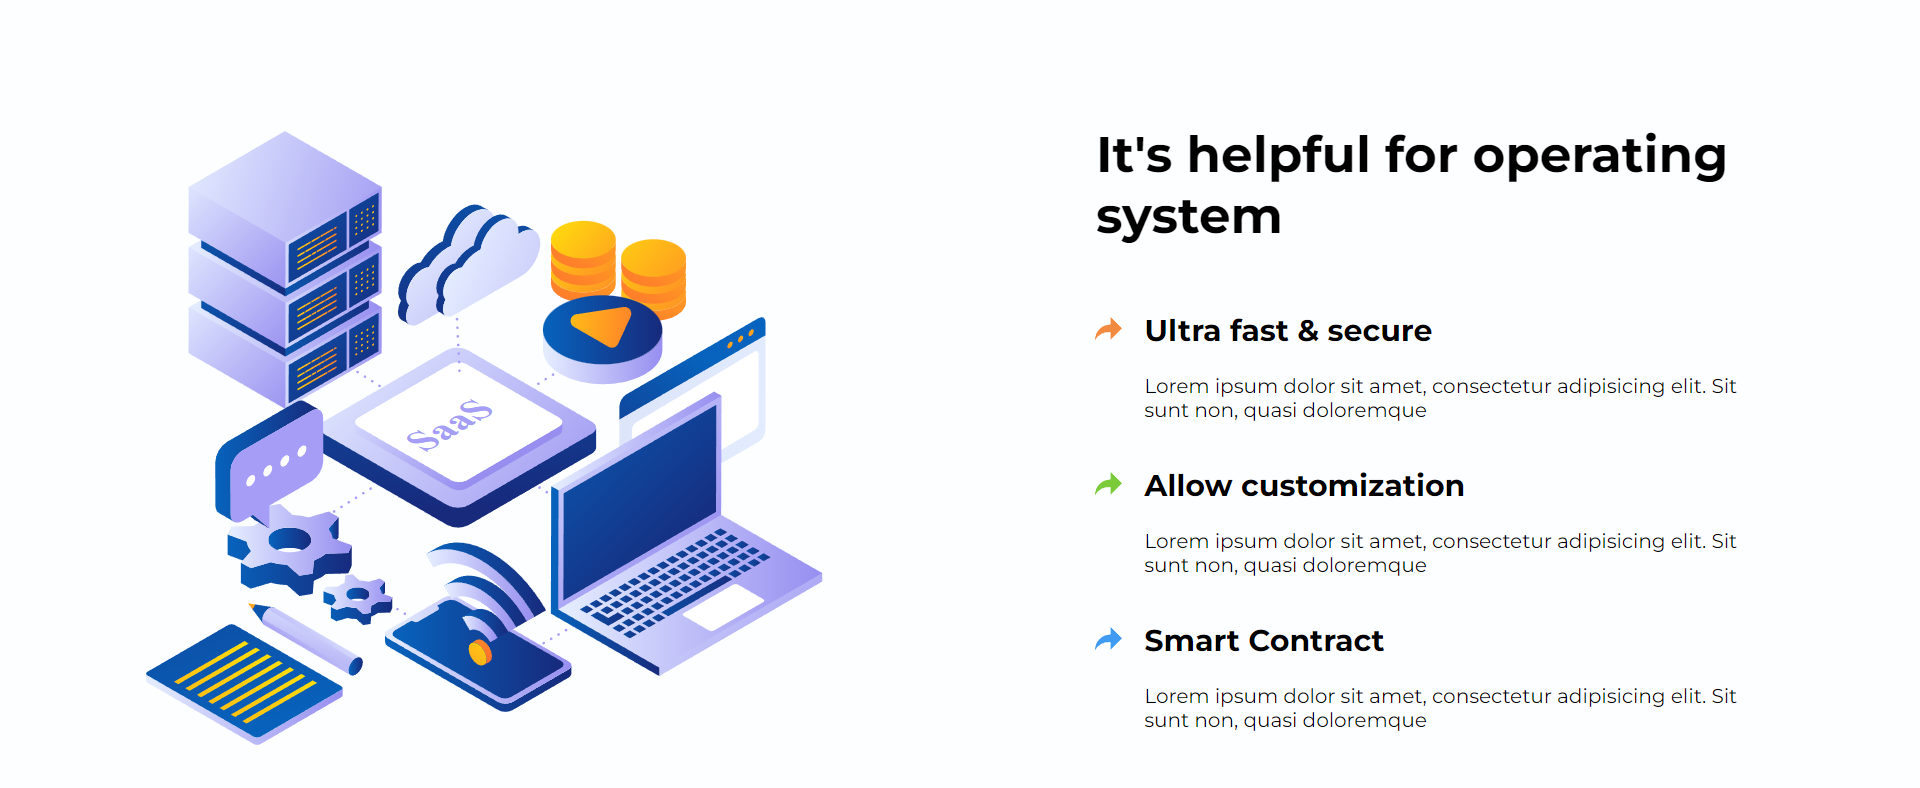 SaaS
It's helpful for operating
system
Ultra fast & secure
Lorem ipsum dolor sit amet, consectetur adipisicing elit. Sit
sunt non, quasi doloremque
Allow customization
Lorem ipsum dolor sit amet, consectetur adipisicing elit. Sit
sunt non, quasi doloremque
Smart Contract
Lorem ipsum dolor sit amet, consectetur adipisicing elit. Sit
sunt non, quasi doloremque